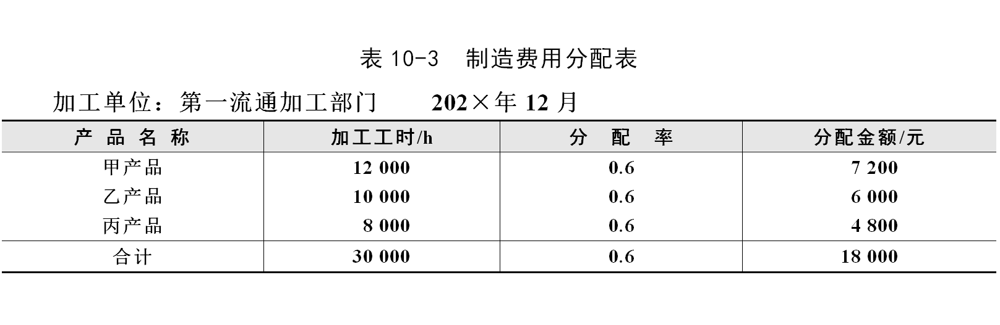 表 10-3 制造费用分配表
加工单位：第一流通加工部门 202×年 12 月
产品名称 加工工时/h 分配率 分配金额/元
甲产品 12 000 0.6 7 200
乙产品 10 000 0.6 6 000
丙产品 8 000 0.6 4 800
合计 30 000 0.6 18 000